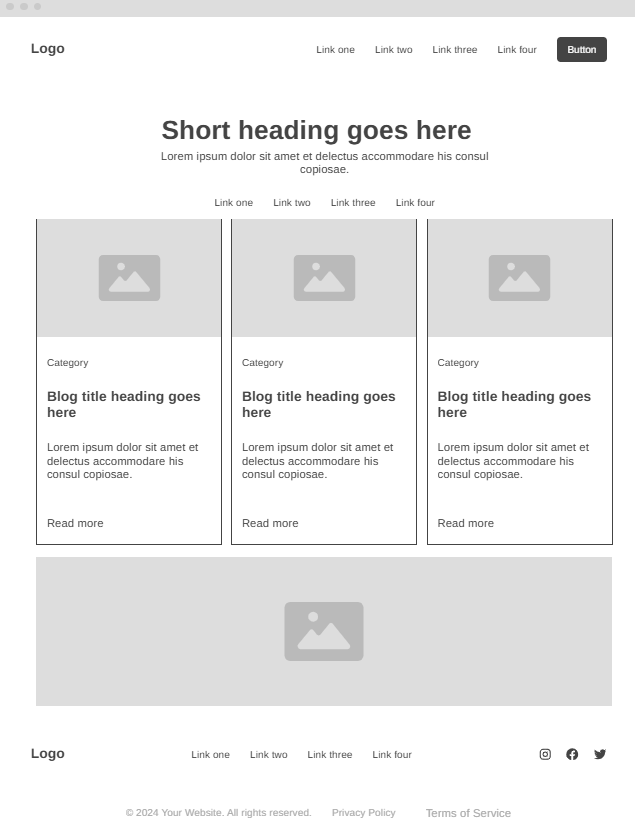 Logo
Link one Link two Link three Link four Button
Short heading goes here
Lorem ipsum dolor sit amet et delectus accommodare his consul
copiosae.
Link one Link two Link three Link four
Category
Blog title heading goes
here
Lorem ipsum dolor sit amet et
delectus accommodare his
consul copiosae.
Read more
Category
Blog title heading goes
here
Lorem ipsum dolor sit amet et
delectus accommodare his
consul copiosae.
Read more
Category
Blog title heading goes
here
Lorem ipsum dolor sit amet et
delectus accommodare his
consul copiosae.
Read more
Logo
Link one Link two Link three Link four
© 2024 Your Website. All rights reserved. Privacy Policy Terms of Service